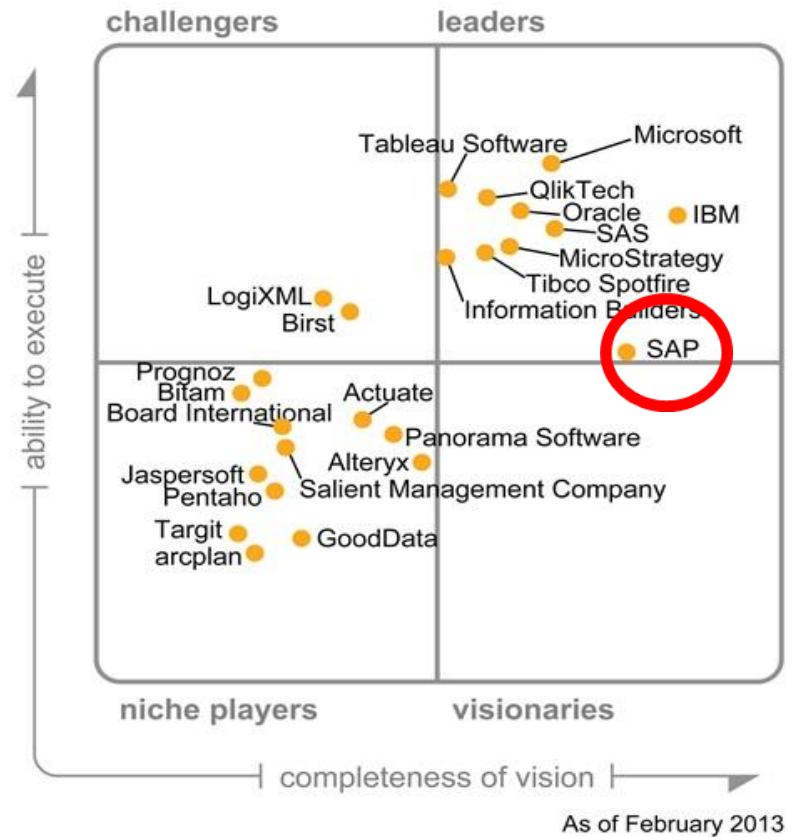 challengers
leaders
Tableau Software
Microsoft
QlikTech
Oracle
IBM
SAS
MicroStrategy
Tibco Spotfire
Information Builders
LogiXML
Birst
SAP
Prognoz
Bitam
Actuate
Board International
Panorama Software
Alteryx
Jaspersoft
Salient Management Company
Pentaho
Targit
GoodData
arcplan
ability to execute
niche players
visionaries
completeness of vision
As of February 2013